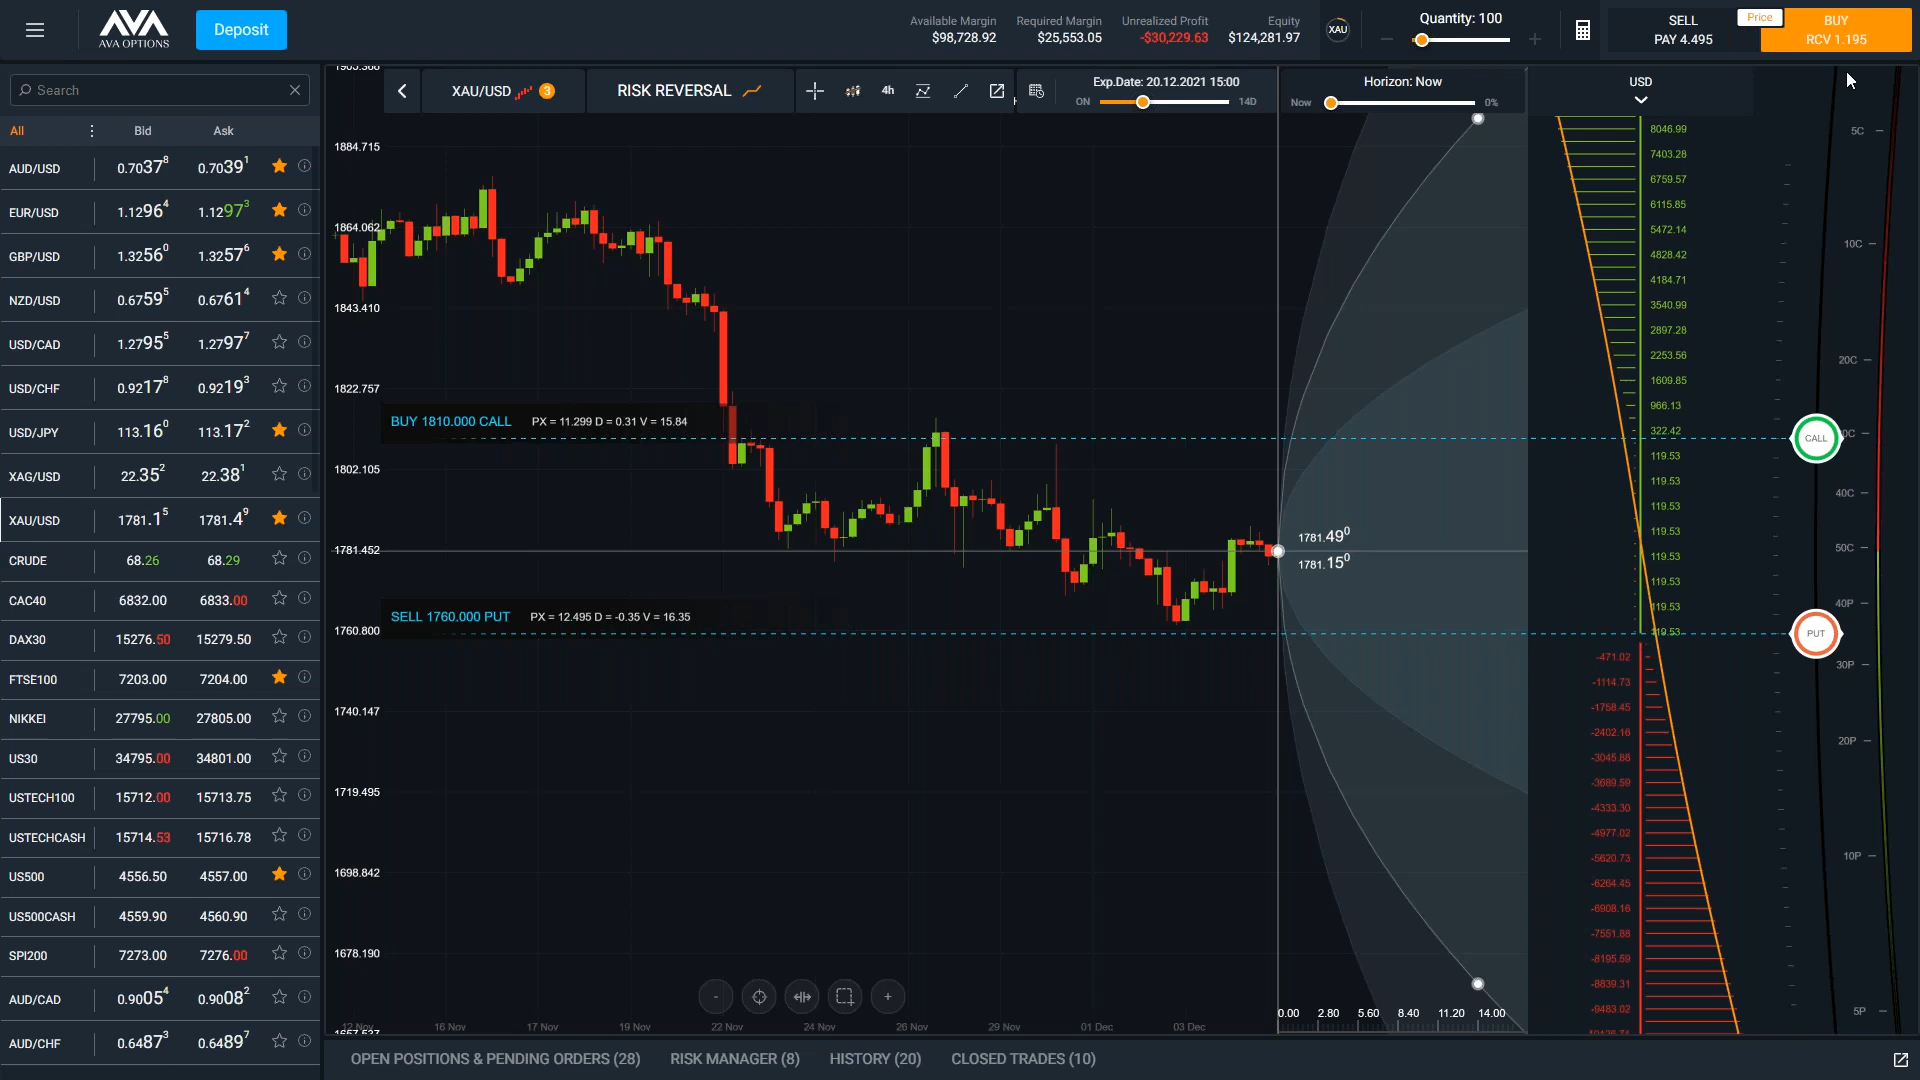 AVA OPTIONS
Deposit
Available Margin
$98,728.92
Required Margin
$25,553.05
Unrealized Profit
-$30,229.63
Equity
$124,281.97
XAU
Quantity: 100
SELL
PAY 4.495
Price
BUY
RCV 1.195
Search
XAU/USD 3
RISK REVERSAL
4h
Exp.Date: 20.12.2021 15:00
ON 14D
Horizon: Now
Now 0%
USD
All Bid Ask
AUD/USD 0.70378 0.70391
EUR/USD 1.12964 1.12973
GBP/USD 1.32560 1.32576
NZD/USD 0.67595 0.67614
USD/CAD 1.27955 1.27977
USD/CHF 0.92178 0.92193
USD/JPY 113.160 113.172
XAG/USD 22.352 22.381
XAU/USD 1781.15 1781.49
CRUDE 68.26 68.29
CAC40 6832.00 6833.00
DAX30 15276.50 15279.50
FTSE100 7203.00 7204.00
NIKKEI 27795.00 27805.00
US30 34795.00 34801.00
USTECH100 15712.00 15713.75
USTECHCASH 15714.53 15716.78
US500 4556.50 4557.00
US500CASH 4559.90 4560.90
SPI200 7273.00 7276.00
AUD/CAD 0.90054 0.90082
AUD/CHF 0.64873 0.64897
1884.715
1864.062
1843.410
1822.757
1802.105
1781.452
1760.800
1740.147
1719.495
1698.842
1678.190
BUY 1810.000 CALL PX = 11.299 D = 0.31 V = 15.84
SELL 1760.000 PUT PX = 12.495 D = -0.35 V = 16.35
1781.490
1781.150
12 Nov 16 Nov 17 Nov 19 Nov 22 Nov 24 Nov 26 Nov 29 Nov 01 Dec 03 Dec
0.00 2.80 5.60 8.40 11.20 14.00
8046.99
7403.28
6759.57
6115.85
5472.14
4828.42
4184.71
3540.99
2897.28
2253.56
1609.85
966.13
322.42
119.53
119.53
119.53
119.53
119.53
119.53
119.53
119.53
-471.02
-1114.73
-1758.45
-2402.16
-3045.88
-3689.59
-4333.30
-4977.02
-5620.73
-6264.45
-6908.16
-7551.88
-8195.59
-8839.31
-9483.02
CALL
PUT
5C
10C
20C
40C
50C
40P
30P
20P
10P
5P
OPEN POSITIONS & PENDING ORDERS (28) RISK MANAGER (8) HISTORY (20) CLOSED TRADES (10)